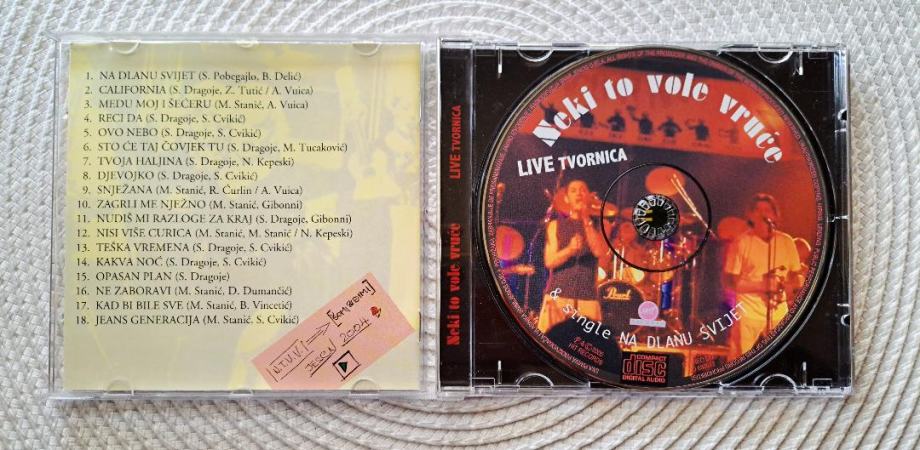 1. NA DLANU SVIJET (S. Pobegajlo, B. Delić)
2. CALIFORNIA (S. Dragoje, Z. Tutić / A. Vuica)
3. MEDU MOJ I ŠEĆERU (M. Stanić, A. Vuica)
4. RECI DA (S. Dragoje, S. Cvikić)
5. OVO NEBO (S. Dragoje, S. Cvikić)
6. STO ĆE TAJ ČOVJEK TU (S. Dragoje, M. Tucaković)
7. TVOJA HALJINA (S. Dragoje, N. Kepeski)
8. DJEVOJKO (S. Dragoje, S. Cvikić)
9. SNJEŽANA (M. Stanić, R. Čurlin / A. Vuica)
10. ZAGRLI ME NJEŽNO (M. Stanić, Gibonni)
11. NUDIŠ MI RAZLOGE ZA KRAJ (S. Dragoje, Gibonni)
12. NISI VIŠE CURICA (M. Stanić, M. Stanić / N. Kepeski)
13. TEŠKA VREMENA (S. Dragoje, S. Cvikić)
14. KAKVA NOĆ (S. Dragoje, S. Cvikić)
15. OPASAN PLAN (S. Dragoje)
16. NE ZABORAVI (M. Stanić, D. Dumančić)
17. KAD BI BILE SVE (M. Stanić, B. Vincetić)
18. JEANS GENERACIJA (M. Stanić, S. Cvikić)
N.T.V.V.
JESEN 2004
Neki to vole vruće LIVE TVORNICA
Neki to vole vruće
LIVE TVORNICA
Pearl
& single NA DLANU SVIJET
HIT RECORDS
COMPACT
disc
DIGITAL AUDIO